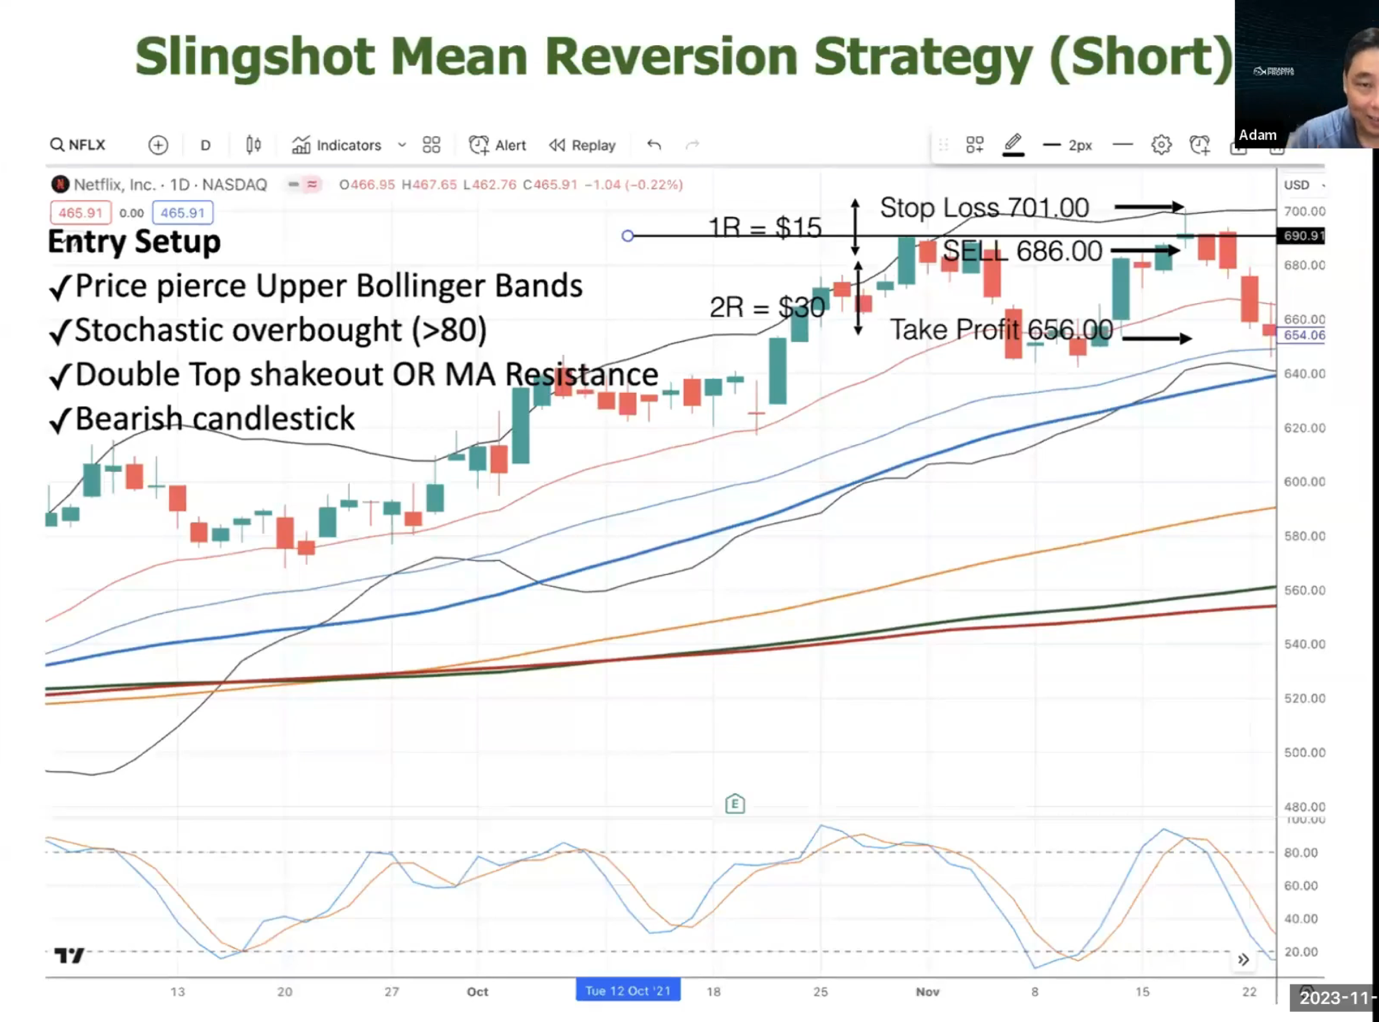 Slingshot Mean Reversion Strategy (Short)
PIRANHA
PROFITS
Adam
NFLX
D
Indicators
Alert
Replay
2px
Netflix, Inc. · 1D · NASDAQ
O466.95 H467.65 L462.76 C465.91 −1.04 (−0.22%)
USD
465.91 0.00 465.91
Entry Setup
✓Price pierce Upper Bollinger Bands
✓Stochastic overbought (>80)
✓Double Top shakeout OR MA Resistance
✓Bearish candlestick
Stop Loss 701.00
1R = $15
SELL 686.00
2R = $30
Take Profit 656.00
700.00
690.91
680.00
660.00
654.06
640.00
620.00
600.00
580.00
560.00
540.00
520.00
500.00
480.00
E
100.00
80.00
60.00
40.00
20.00
13
20
27
Oct
Tue 12 Oct '21
18
25
Nov
8
15
22
2023-11-